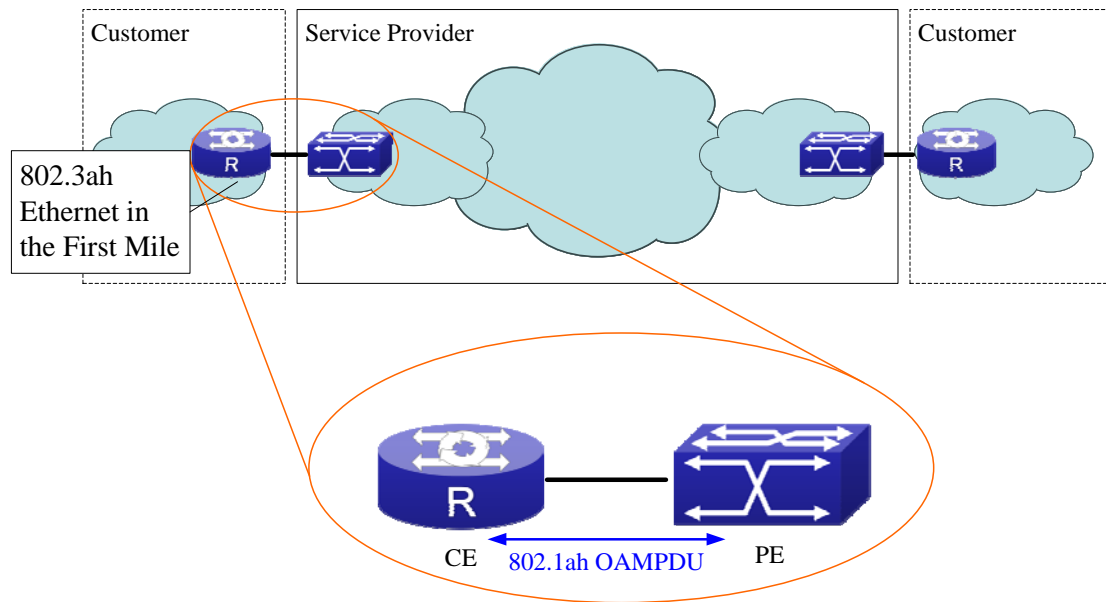 Customer
Service Provider
Customer
R
R
802.3ah
Ethernet in
the First Mile
R
CE
802.1ah OAMPDU
PE